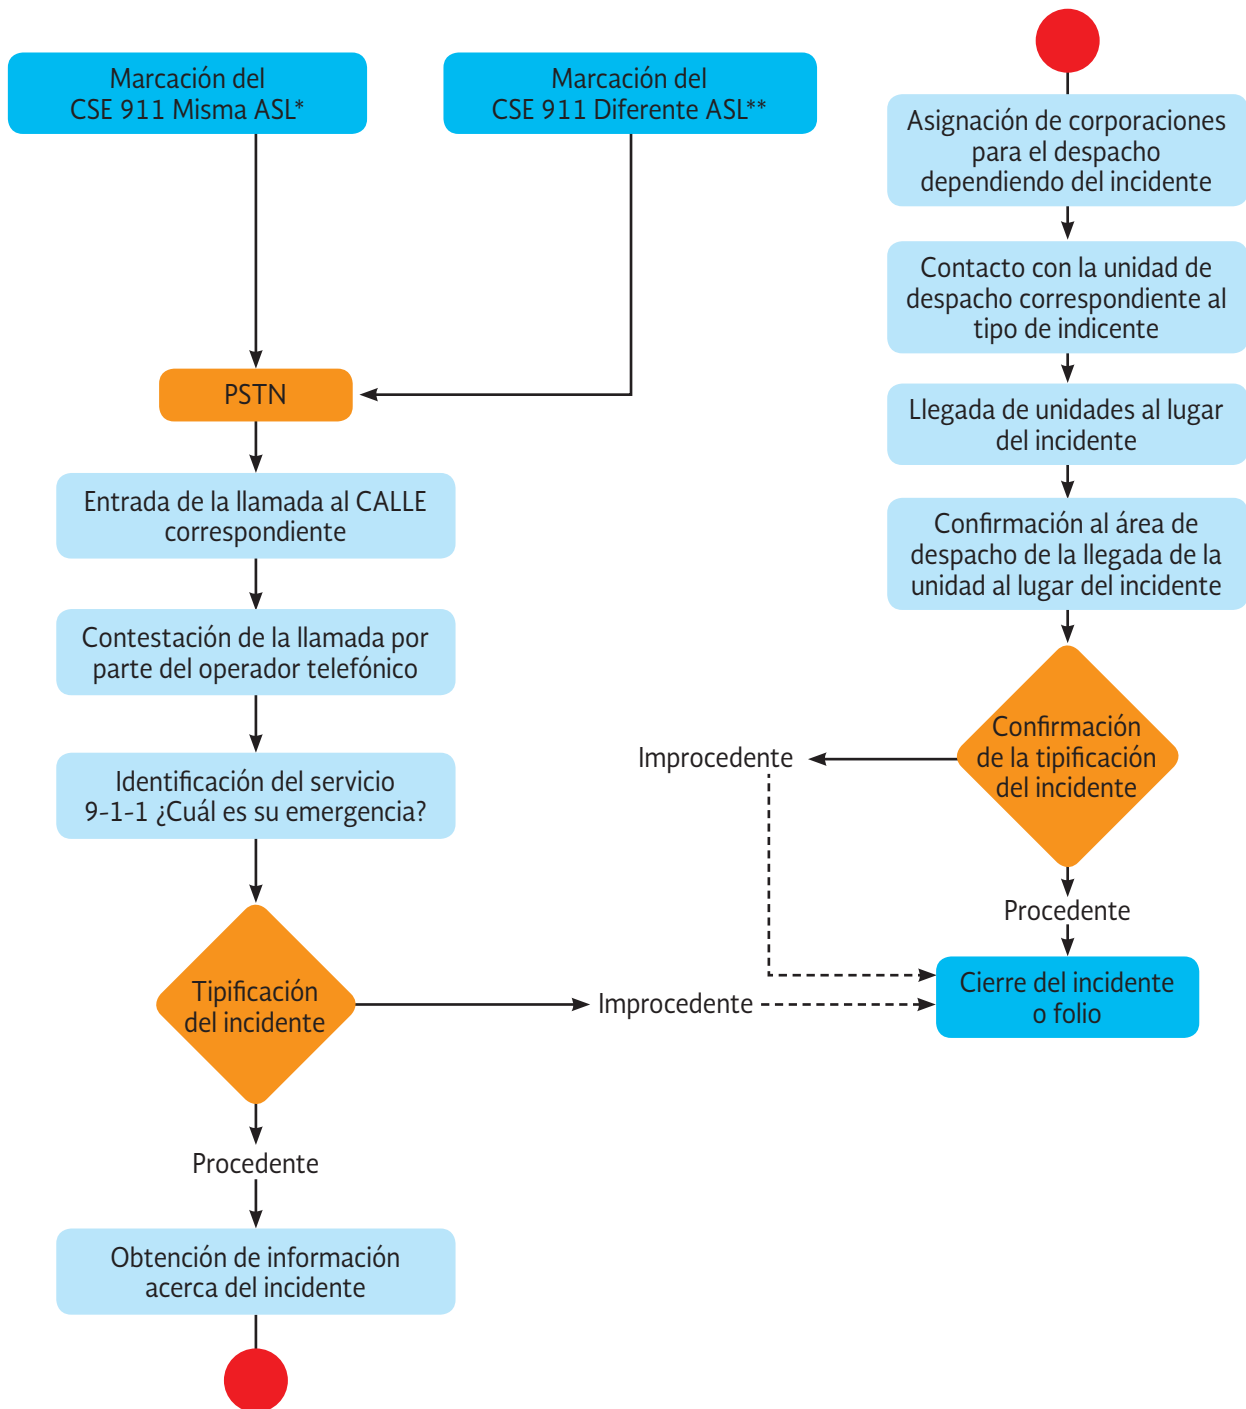 Marcación del
CSE 911 Misma ASL*
Marcación del
CSE 911 Diferente ASL**
PSTN
Entrada de la llamada al CALLE
correspondiente
Contestación de la llamada por
parte del operador telefónico
Identificación del servicio
9-1-1 ¿Cuál es su emergencia?
Tipificación
del incidente
Improcedente
Procedente
Obtención de información
acerca del incidente
Asignación de corporaciones
para el despacho
dependiendo del incidente
Contacto con la unidad de
despacho correspondiente al
tipo de indicente
Llegada de unidades al lugar
del incidente
Confirmación al área de
despacho de la llegada de la
unidad al lugar del incidente
Confirmación
de la tipificación
del incidente
Improcedente
Procedente
Cierre del incidente
o folio